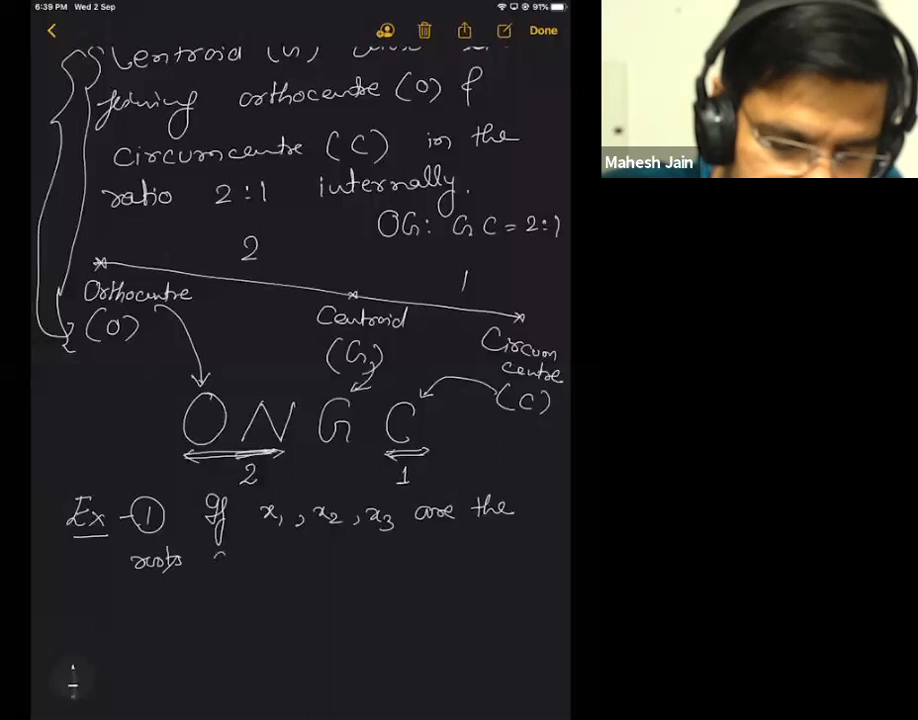 6:39 PM Wed 2 Sep
91%
Done
Mahesh Jain
Centroid (G)
joining orthocentre (O) &
circumcentre (C) in the
ratio 2:1 internally.
OG: GC = 2:1
2
1
Orthocentre
(O)
Centroid
(G)
Circum
centre
(C)
O N G C
2
1
Ex - 1 If x1, x2, x3 are the
roots